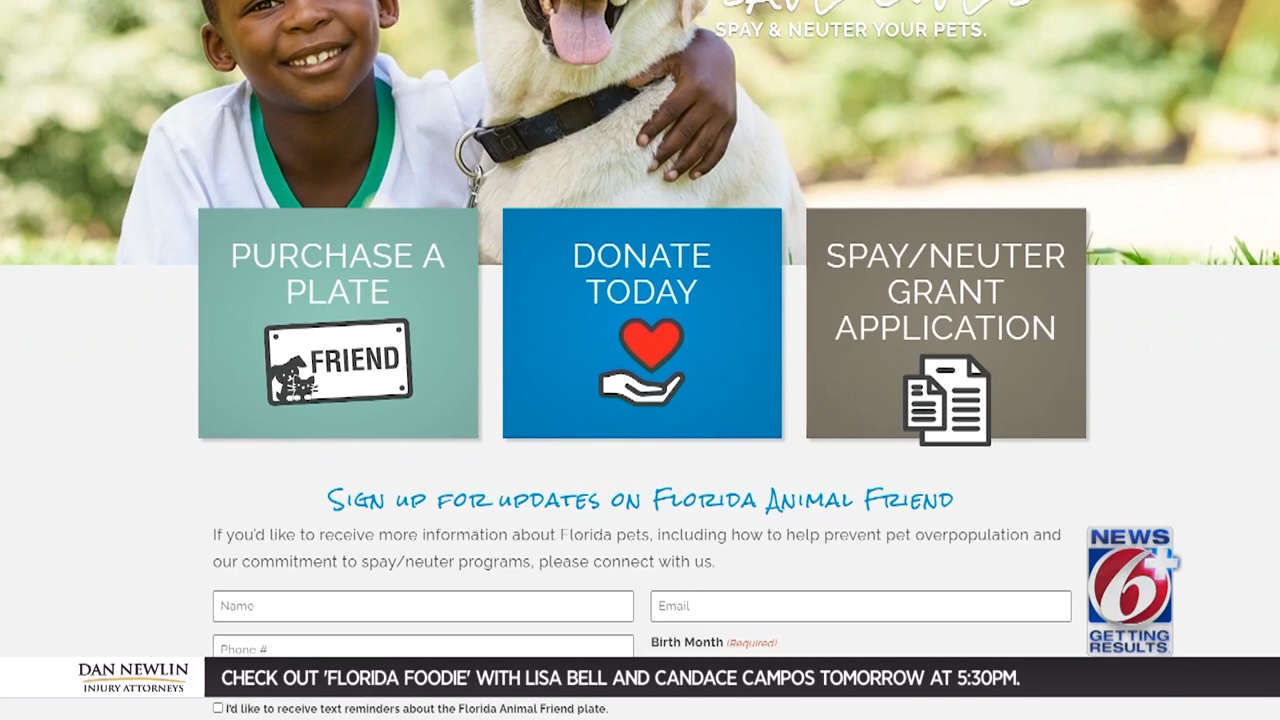 SPAY & NEUTER YOUR PETS.
PURCHASE A
PLATE
FRIEND
DONATE
TODAY
SPAY/NEUTER
GRANT
APPLICATION
Sign up for updates on Florida Animal Friend
If you'd like to receive more information about Florida pets, including how to help prevent pet overpopulation and
our commitment to spay/neuter programs, please connect with us.
Name
Email
Phone #
Birth Month (Required)
NEWS
6+
GETTING
RESULTS.
DAN NEWLIN
INJURY ATTORNEYS
CHECK OUT 'FLORIDA FOODIE' WITH LISA BELL AND CANDACE CAMPOS TOMORROW AT 5:30PM.
I'd like to receive text reminders about the Florida Animal Friend plate.